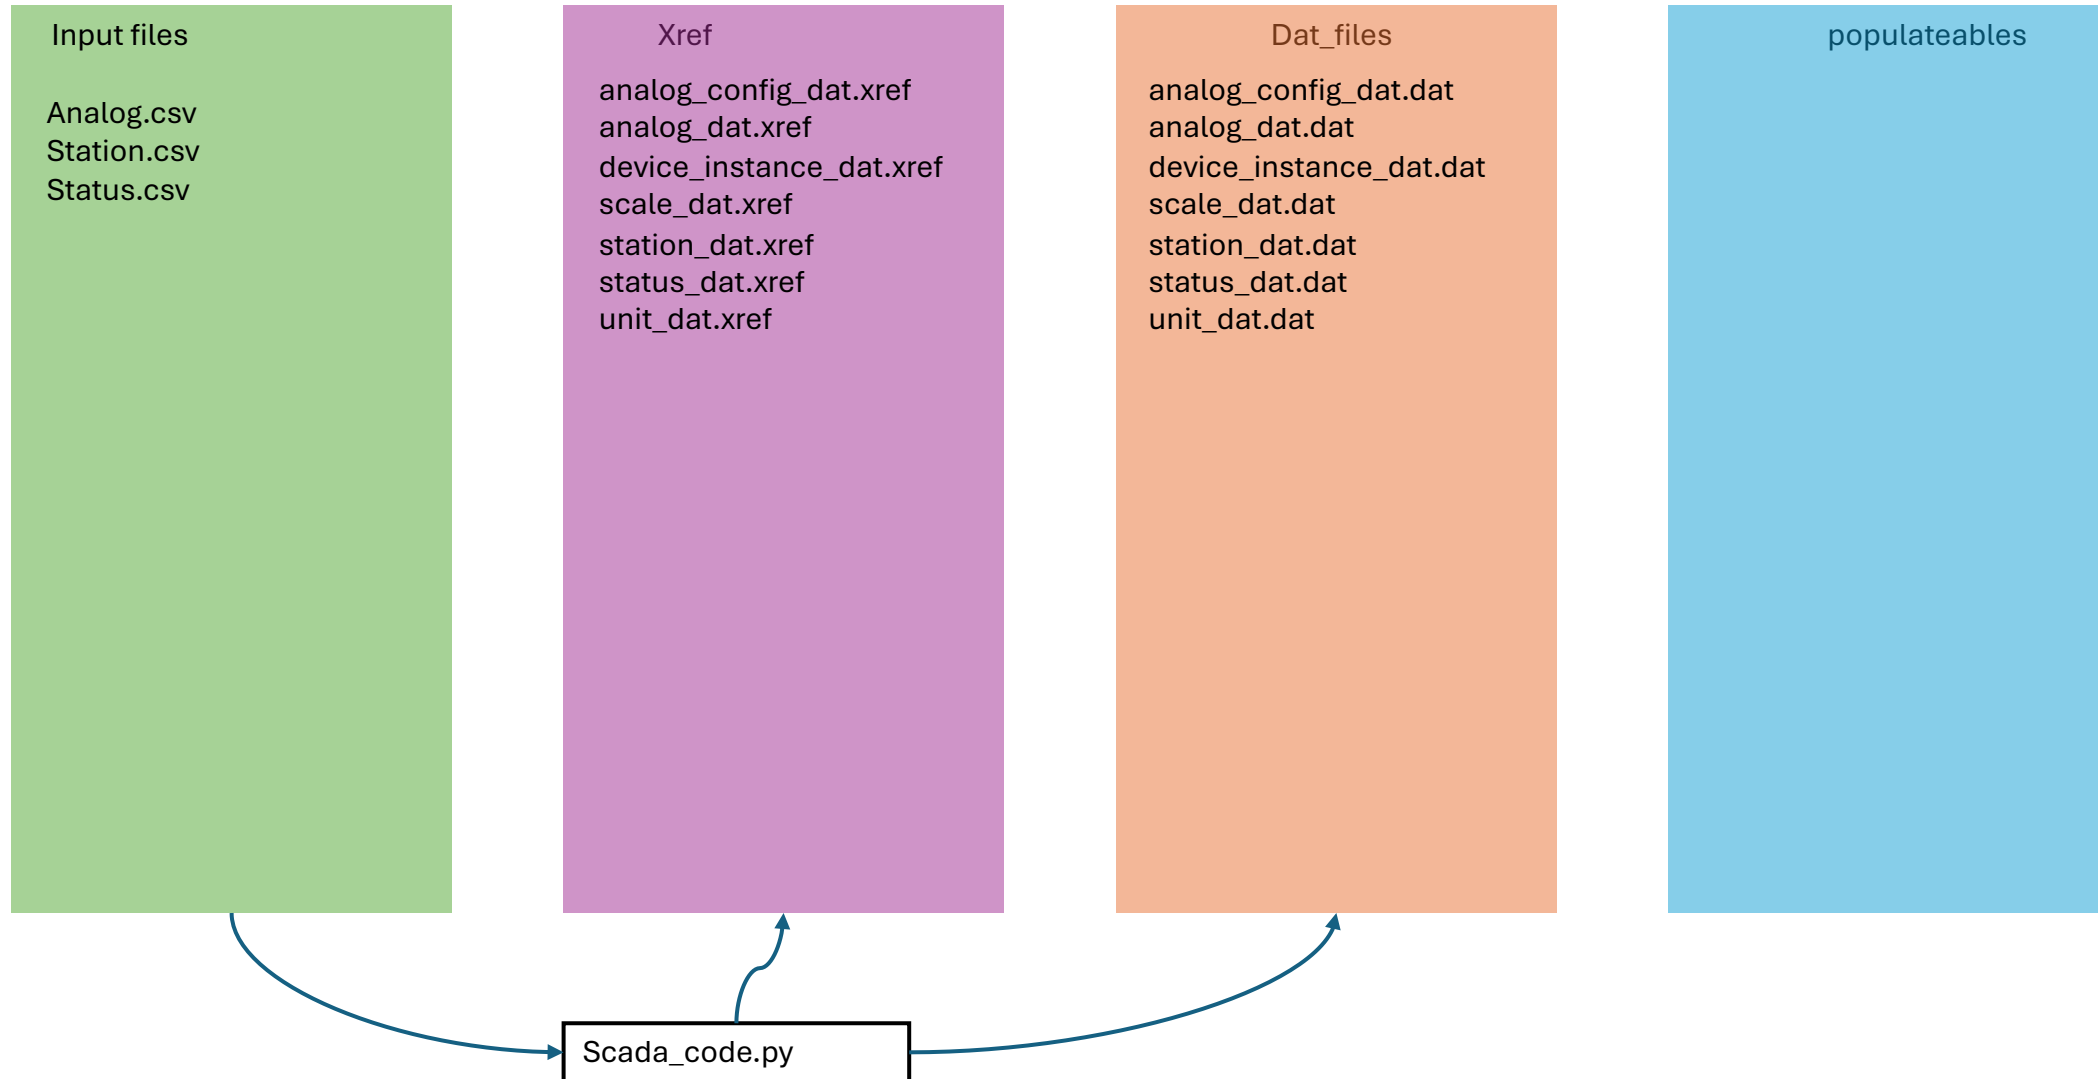 Input files
Analog.csv
Station.csv
Status.csv
Xref
analog_config_dat.xref
analog_dat.xref
device_instance_dat.xref
scale_dat.xref
station_dat.xref
status_dat.xref
unit_dat.xref
Dat_files
analog_config_dat.dat
analog_dat.dat
device_instance_dat.dat
scale_dat.dat
station_dat.dat
status_dat.dat
unit_dat.dat
populateables
Scada_code.py